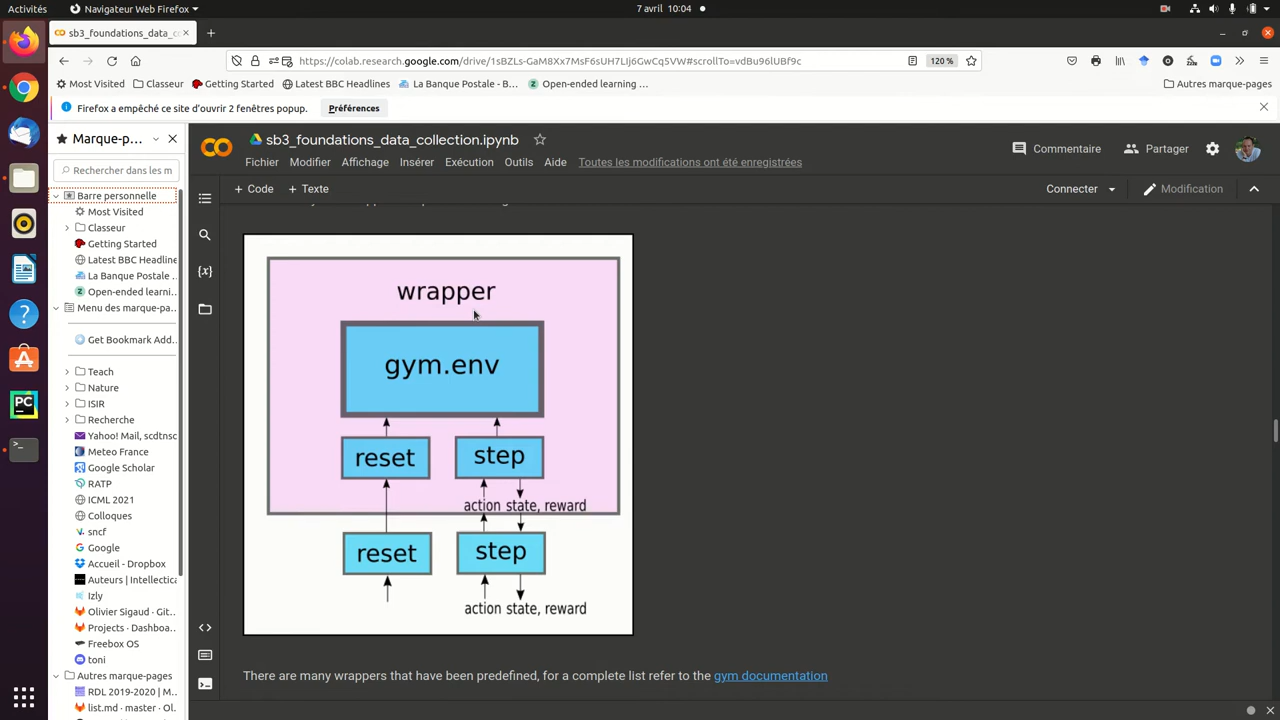 Activités
Navigateur Web Firefox
7 avril 10:04
sb3_foundations_data_cc
https://colab.research.google.com/drive/1sBZLs-GaM8Xx7MsF6sUH7LIj6GwCq5VW#scrollTo=vdBu96lUBf9c
120 %
Most Visited
Classeur
Getting Started
Latest BBC Headlines
La Banque Postale - B...
Open-ended learning ...
Autres marque-pages
Firefox a empêché ce site d'ouvrir 2 fenêtres popup.
Préférences
Marque-p...
Rechercher dans les m
Barre personnelle
Most Visited
Classeur
Getting Started
Latest BBC Headline
La Banque Postale ...
Open-ended learni...
Menu des marque-pa...
Get Bookmark Add...
Teach
Nature
ISIR
Recherche
Yahoo! Mail, scdtnsc...
Meteo France
Google Scholar
RATP
ICML 2021
Colloques
sncf
Google
Accueil - Dropbox
Auteurs | Intellectica
Izly
Olivier Sigaud · Git...
Projects · Dashboa...
Freebox OS
toni
Autres marque-pages
RDL 2019-2020 | M...
list.md · master · to...
sb3_foundations_data_collection.ipynb
Fichier
Modifier
Affichage
Insérer
Exécution
Outils
Aide
Toutes les modifications ont été enregistrées
Commentaire
Partager
+ Code
+ Texte
Connecter
Modification
wrapper
gym.env
reset
step
action state, reward
reset
step
action state, reward
There are many wrappers that have been predefined, for a complete list refer to the gym documentation